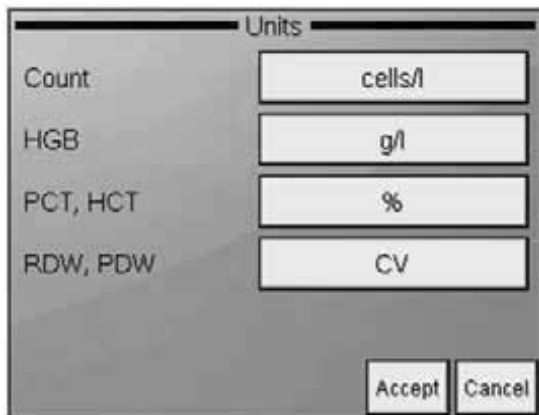 Units
Count cells/l
HGB g/l
PCT, HCT %
RDW, PDW CV
Accept Cancel